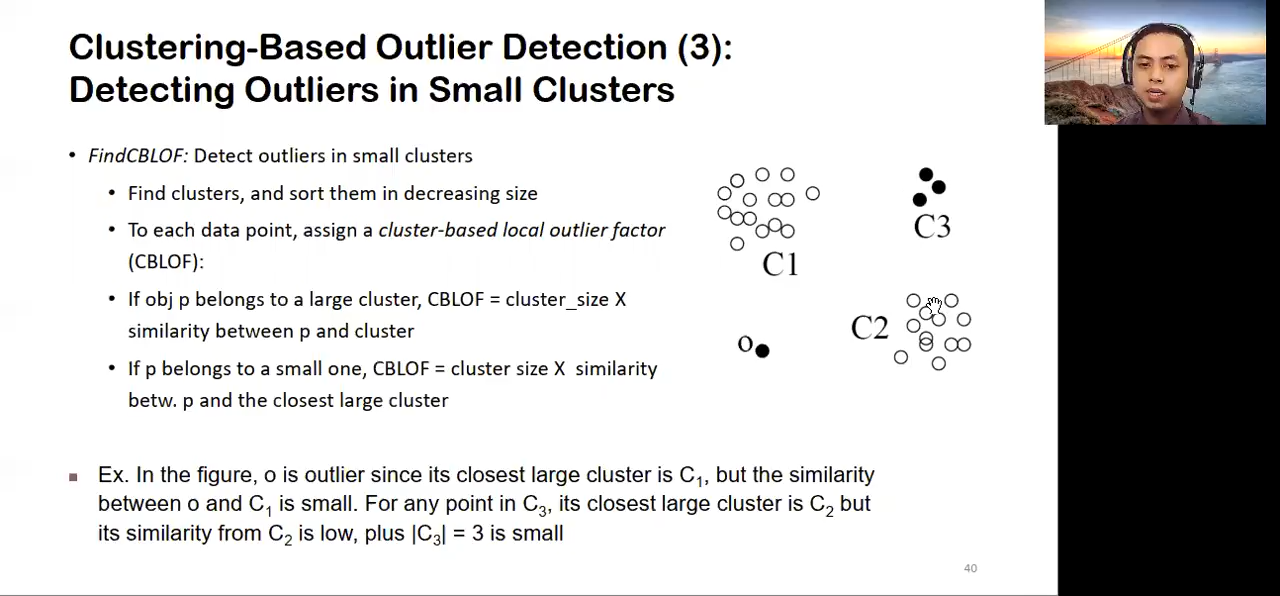 Clustering-Based Outlier Detection (3):
Detecting Outliers in Small Clusters
• FindCBLOF: Detect outliers in small clusters
• Find clusters, and sort them in decreasing size
• To each data point, assign a cluster-based local outlier factor
(CBLOF):
• If obj p belongs to a large cluster, CBLOF = cluster_size X
similarity between p and cluster
• If p belongs to a small one, CBLOF = cluster size X similarity
betw. p and the closest large cluster
C1
C3
C2
o
■ Ex. In the figure, o is outlier since its closest large cluster is C₁, but the similarity
between o and C₁ is small. For any point in C₃, its closest large cluster is C₂ but
its similarity from C₂ is low, plus |C₃| = 3 is small
40